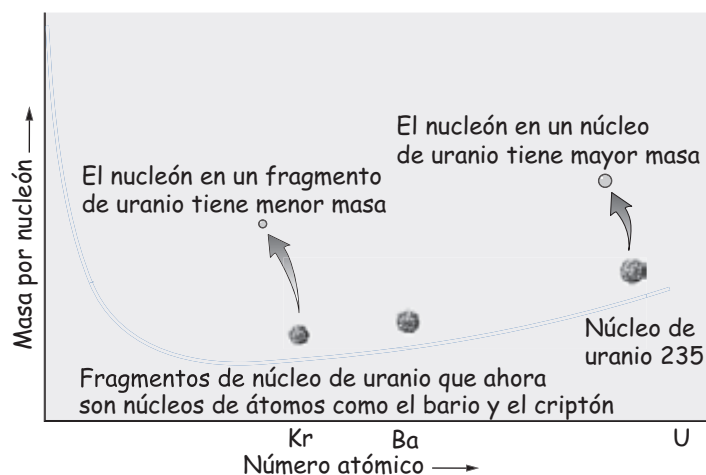 El nucleón en un núcleo
de uranio tiene mayor masa
El nucleón en un fragmento
de uranio tiene menor masa
Masa por nucleón
Núcleo de
uranio 235
Fragmentos de núcleo de uranio que ahora
son núcleos de átomos como el bario y el criptón
Kr
Ba
U
Número atómico